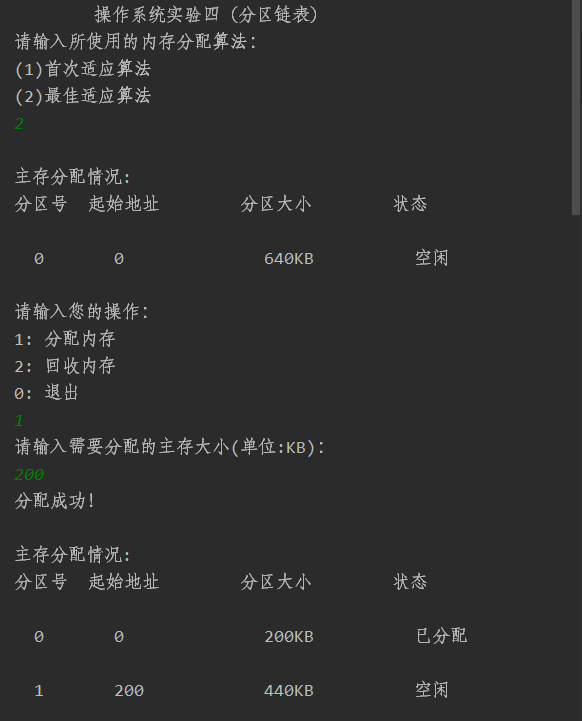 操作系统实验四 (分区链表)
请输入所使用的内存分配算法:
(1)首次适应算法
(2)最佳适应算法
2
主存分配情况:
分区号 起始地址 分区大小 状态
0 0 640KB 空闲
请输入您的操作:
1: 分配内存
2: 回收内存
0: 退出
1
请输入需要分配的主存大小(单位:KB):
200
分配成功!
主存分配情况:
分区号 起始地址 分区大小 状态
0 0 200KB 已分配
1 200 440KB 空闲